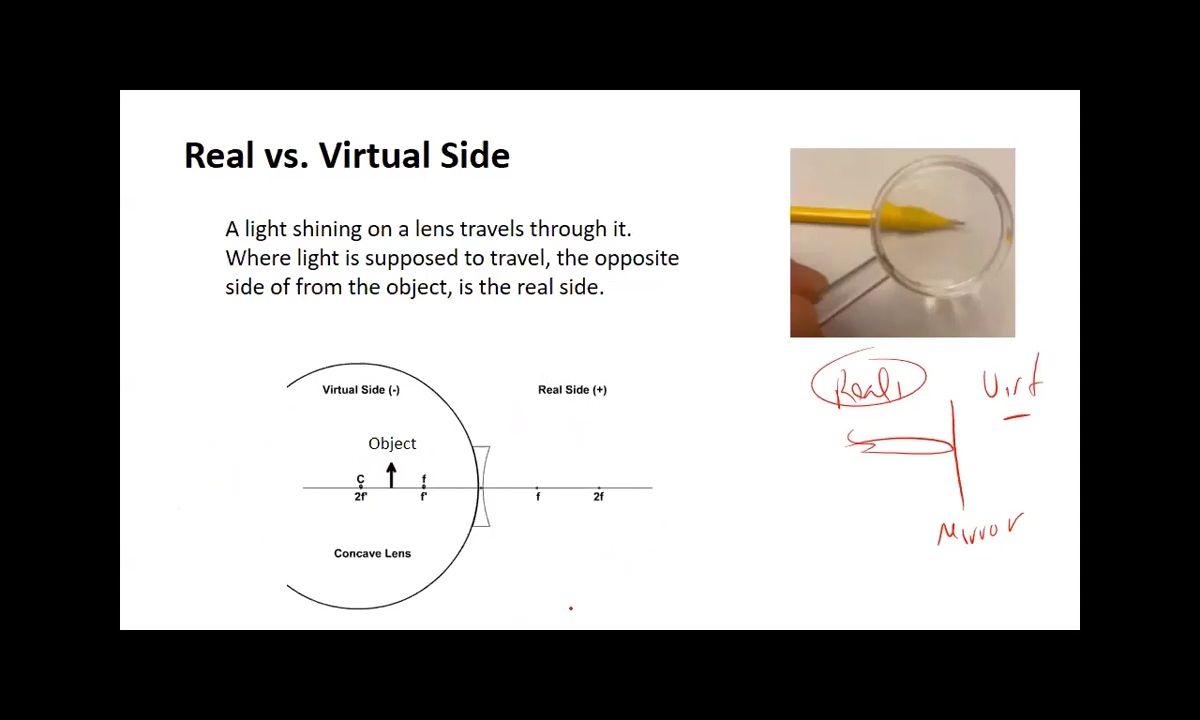 Real vs. Virtual Side
A light shining on a lens travels through it.
Where light is supposed to travel, the opposite
side of from the object, is the real side.
Virtual Side (-)
Real Side (+)
Object
C
f
2f'
f'
f
2f
Concave Lens
Real
Virt
Mirror